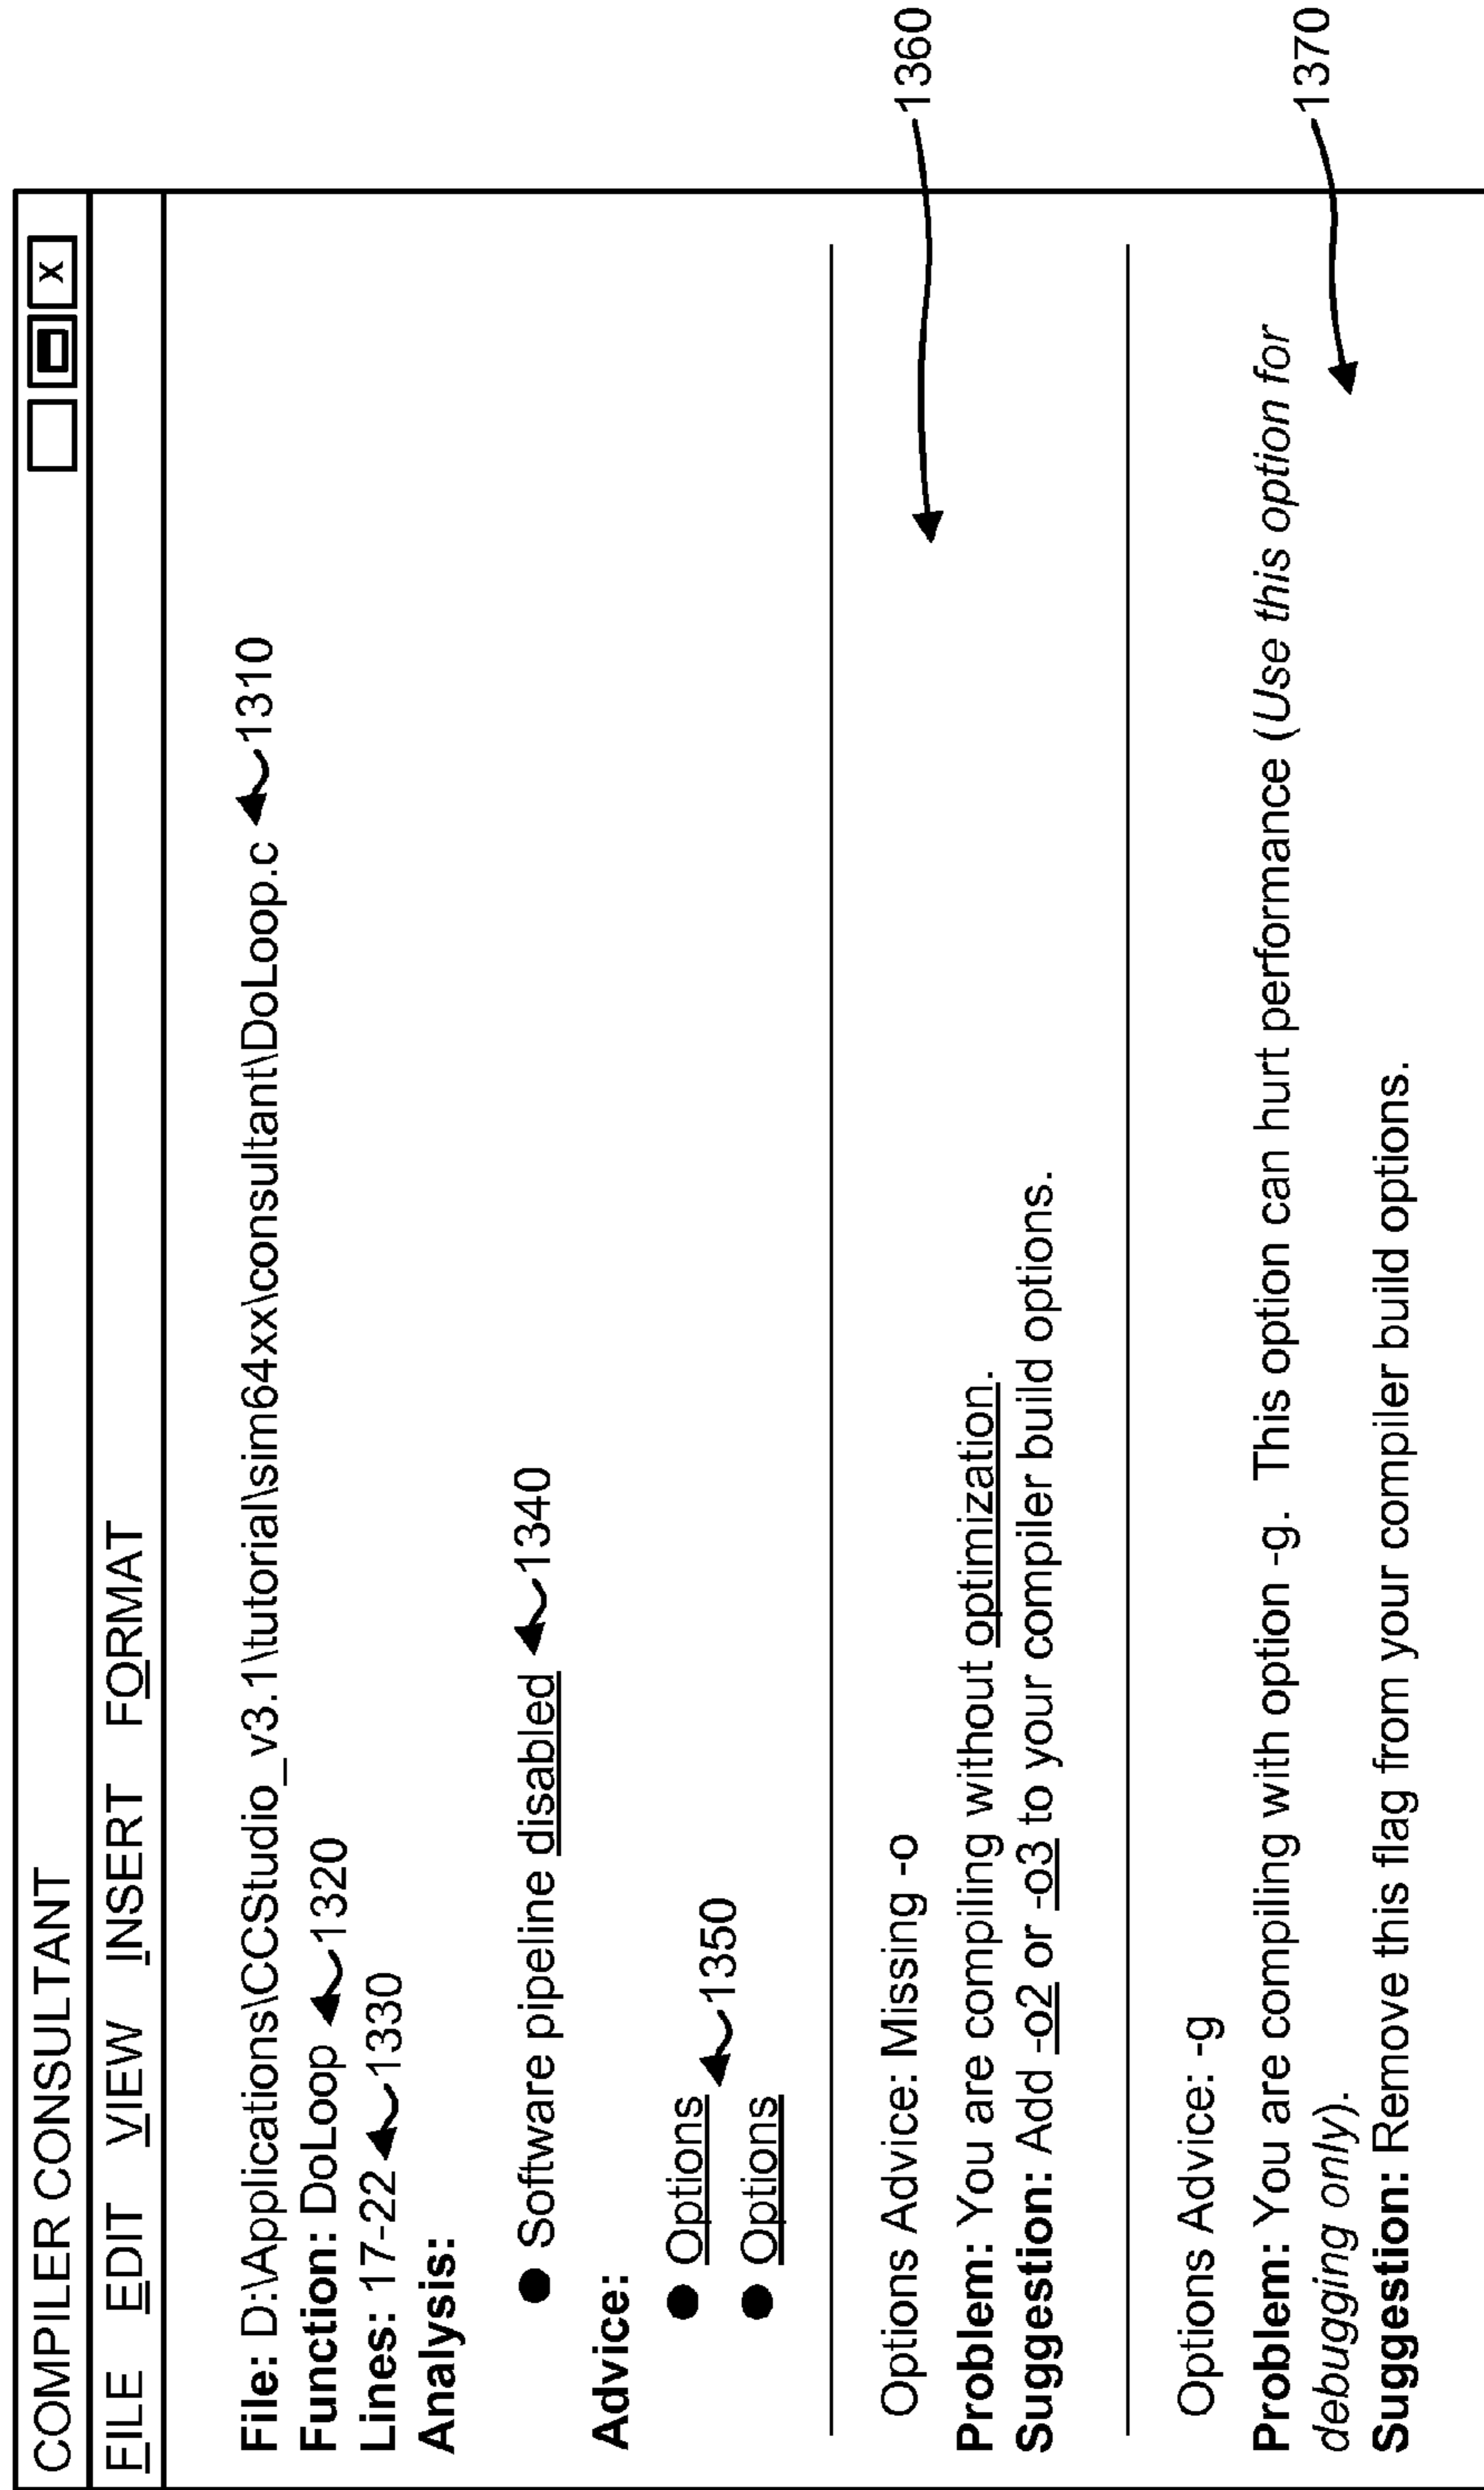 COMPILER CONSULTANT X
FILE EDIT VIEW INSERT FORMAT
File: D:\Applications\CCStudio_v3.1\tutorial\sim64xx\consultant\DoLoop.c 1310
Function: DoLoop 1320
Lines: 17-22 1330
Analysis:
● Software pipeline disabled 1340
Advice:
● Options 1350
● Options
Options Advice: Missing -o 1360
Problem: You are compiling without optimization.
Suggestion: Add -o2 or -o3 to your compiler build options.
Options Advice: -g
Problem: You are compiling with option -g. This option can hurt performance (Use this option for
debugging only). 1370
Suggestion: Remove this flag from your compiler build options.